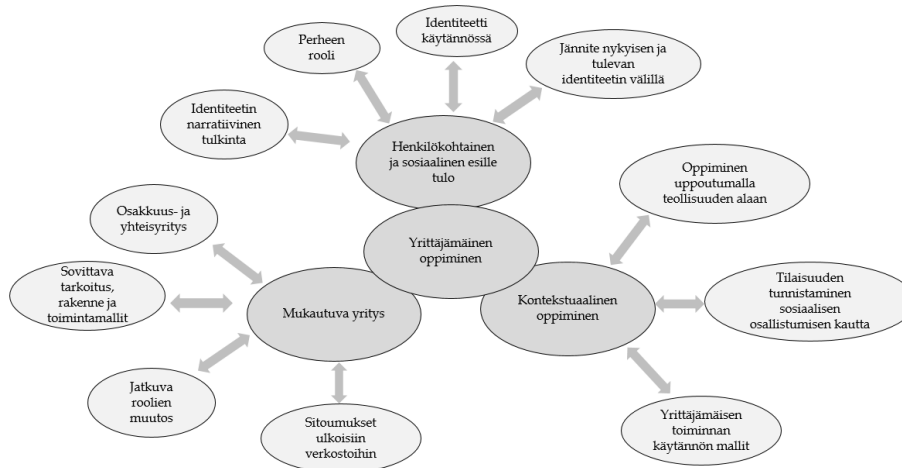 Identiteetti
käytännössä
Perheen
rooli
Jännite nykyisen ja
tulevan
identiteetin välillä
Identiteetin
narratiivinen
tulkinta
Henkilökohtainen
ja sosiaalinen esille
tulo
Oppiminen
uppoutumalla
teollisuuden alaan
Osakkuus- ja
yhteisyritys
Yrittäjämäinen
oppiminen
Sovittava
tarkoitus,
rakenne ja
toimintamallit
Mukautuva yritys
Kontekstuaalinen
oppiminen
Tilaisuuden
tunnistaminen
sosiaalisen
osallistumisen kautta
Jatkuva
roolien
muutos
Sitoumukset
ulkoisiin
verkostoihin
Yrittäjämäisen
toiminnan
käytännön mallit